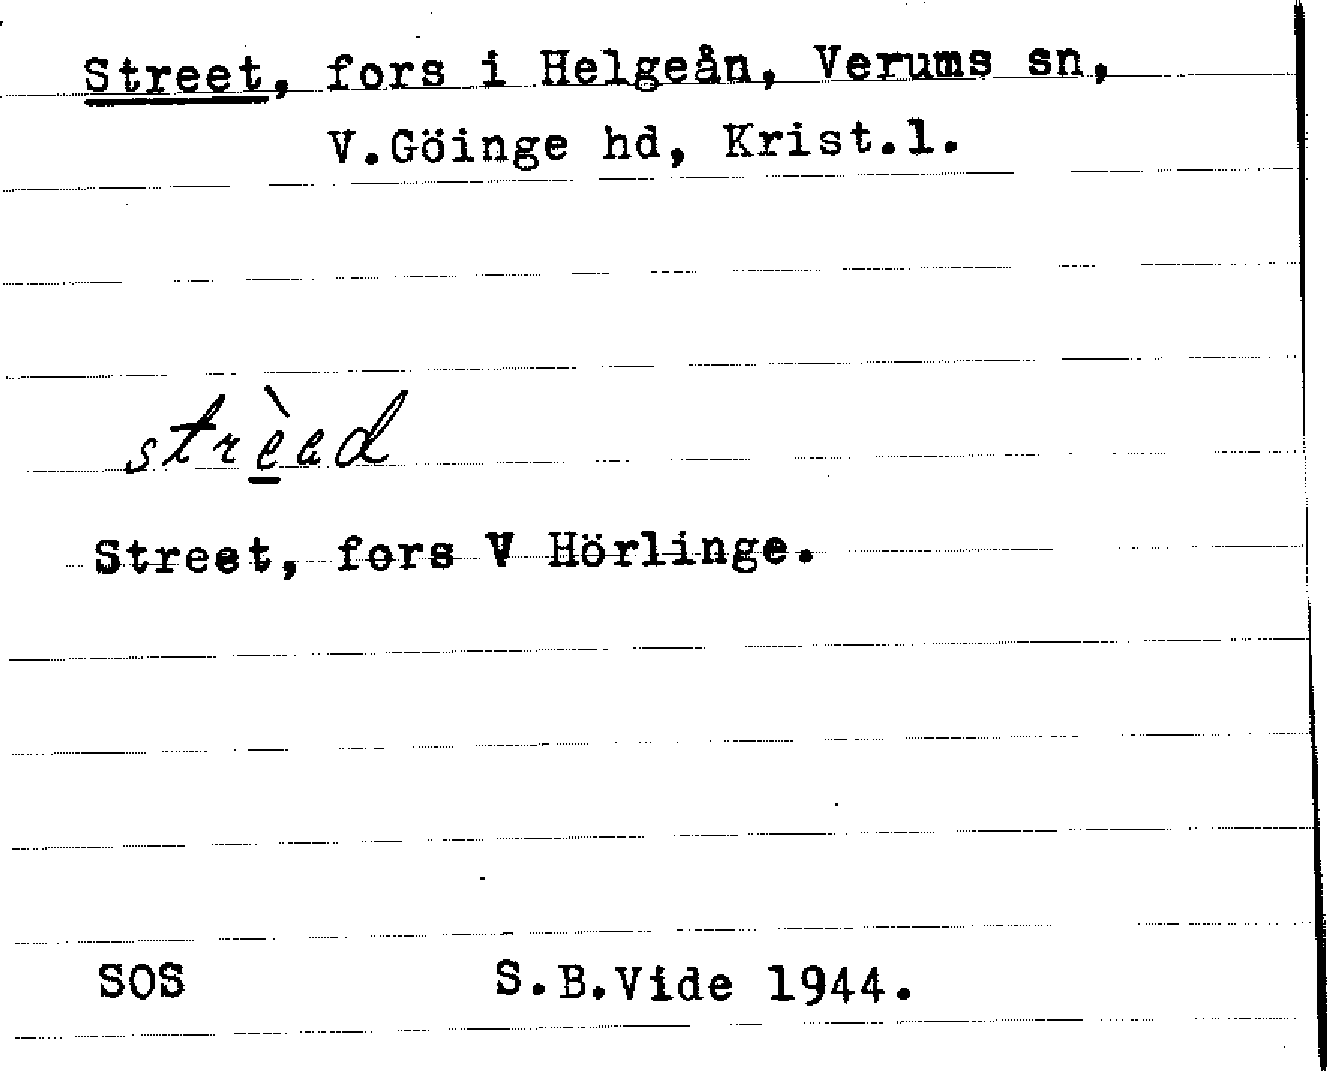 Street, fors i Helgeån, Verums sn,
V.Göinge hd, Krist.l.
strèed
Street, fors V Hörlinge.
SOS S.B.Vide 1944.